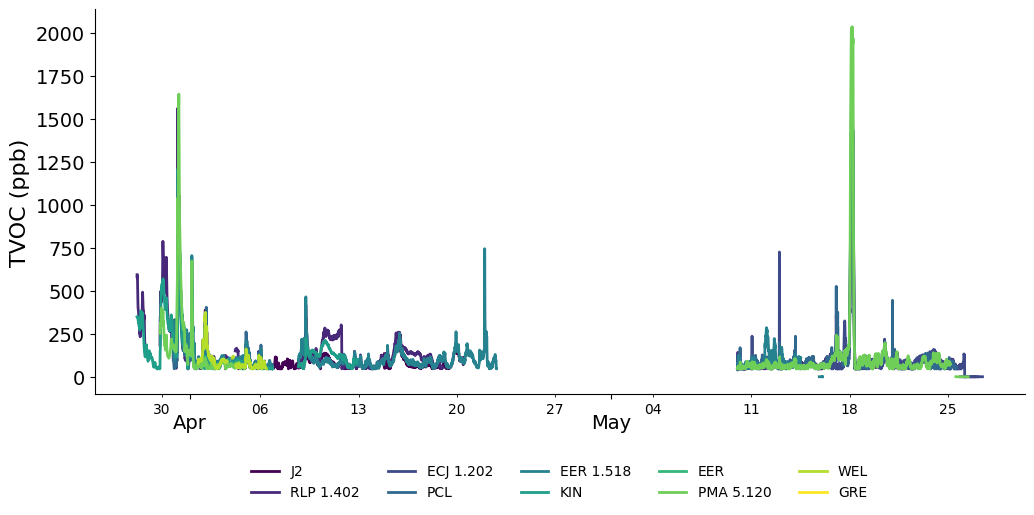 TVOC (ppb)
2000
1750
1500
1250
1000
750
500
250
0
30 06 13 20 27 04 11 18 25
Apr May
J2 ECJ 1.202 EER 1.518 EER WEL
RLP 1.402 PCL KIN PMA 5.120 GRE